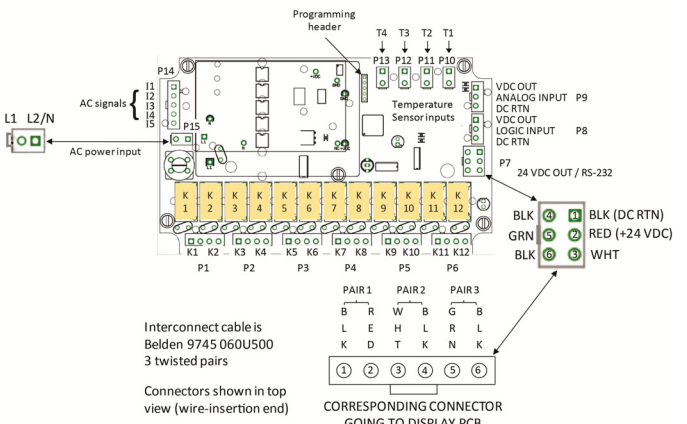 Programming
header
T4 T3 T2 T1
P13 P12 P11 P10
P14
I1
I2
I3
I4
I5
AC signals
P15
L1 L2/N
AC power input
Temperature
Sensor inputs
VDC OUT
ANALOG INPUT P9
DC RTN
VDC OUT
LOGIC INPUT P8
DC RTN
P7
24 VDC OUT / RS-232
K 1
K 2
K 3
K 4
K 5
K 6
K 7
K 8
K 9
K 10
K 11
K 12
K1 K2 K3 K4 K5 K6 K7 K8 K9 K10 K11 K12
P1 P2 P3 P4 P5 P6
BLK 4 1 BLK (DC RTN)
GRN 5 2 RED (+24 VDC)
BLK 6 3 WHT
PAIR 1 PAIR 2 PAIR 3
B R W B G B
L E H L R L
K D T K N K
1 2 3 4 5 6
Interconnect cable is
Belden 9745 060U500
3 twisted pairs
Connectors shown in top
view (wire-insertion end)
CORRESPONDING CONNECTOR
GOING TO DISPLAY PCB